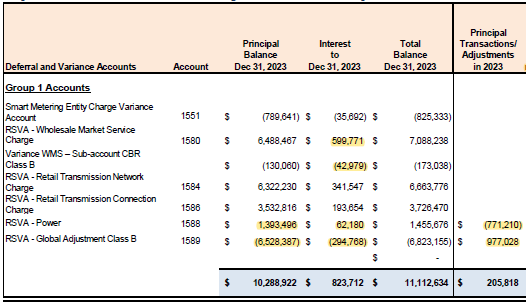 Principal
Principal Interest Total Transactions/
Balance to Balance Adjustments
Deferral and Variance Accounts Account Dec 31, 2023 Dec 31, 2023 Dec 31, 2023 in 2023
Group 1 Accounts
Smart Metering Entity Charge Variance
Account 1551 $ (789,641) $ (35,692) $ (825,333)
RSVA - Wholesale Market Service
Charge 1580 $ 6,488,467 $ 599,771 $ 7,088,238
Variance WMS – Sub-account CBR
Class B $ (130,060) $ (42,979) $ (173,038)
RSVA - Retail Transmission Network
Charge 1584 $ 6,322,230 $ 341,547 $ 6,663,776
RSVA - Retail Transmission Connection
Charge 1586 $ 3,532,816 $ 193,654 $ 3,726,470
RSVA - Power 1588 $ 1,393,496 $ 62,180 $ 1,455,676 $ (771,210)
RSVA - Global Adjustment Class B 1589 $ (6,528,387) $ (294,768) $ (6,823,155) $ 977,028
$ -
$ 10,288,922 $ 823,712 $ 11,112,634 $ 205,818